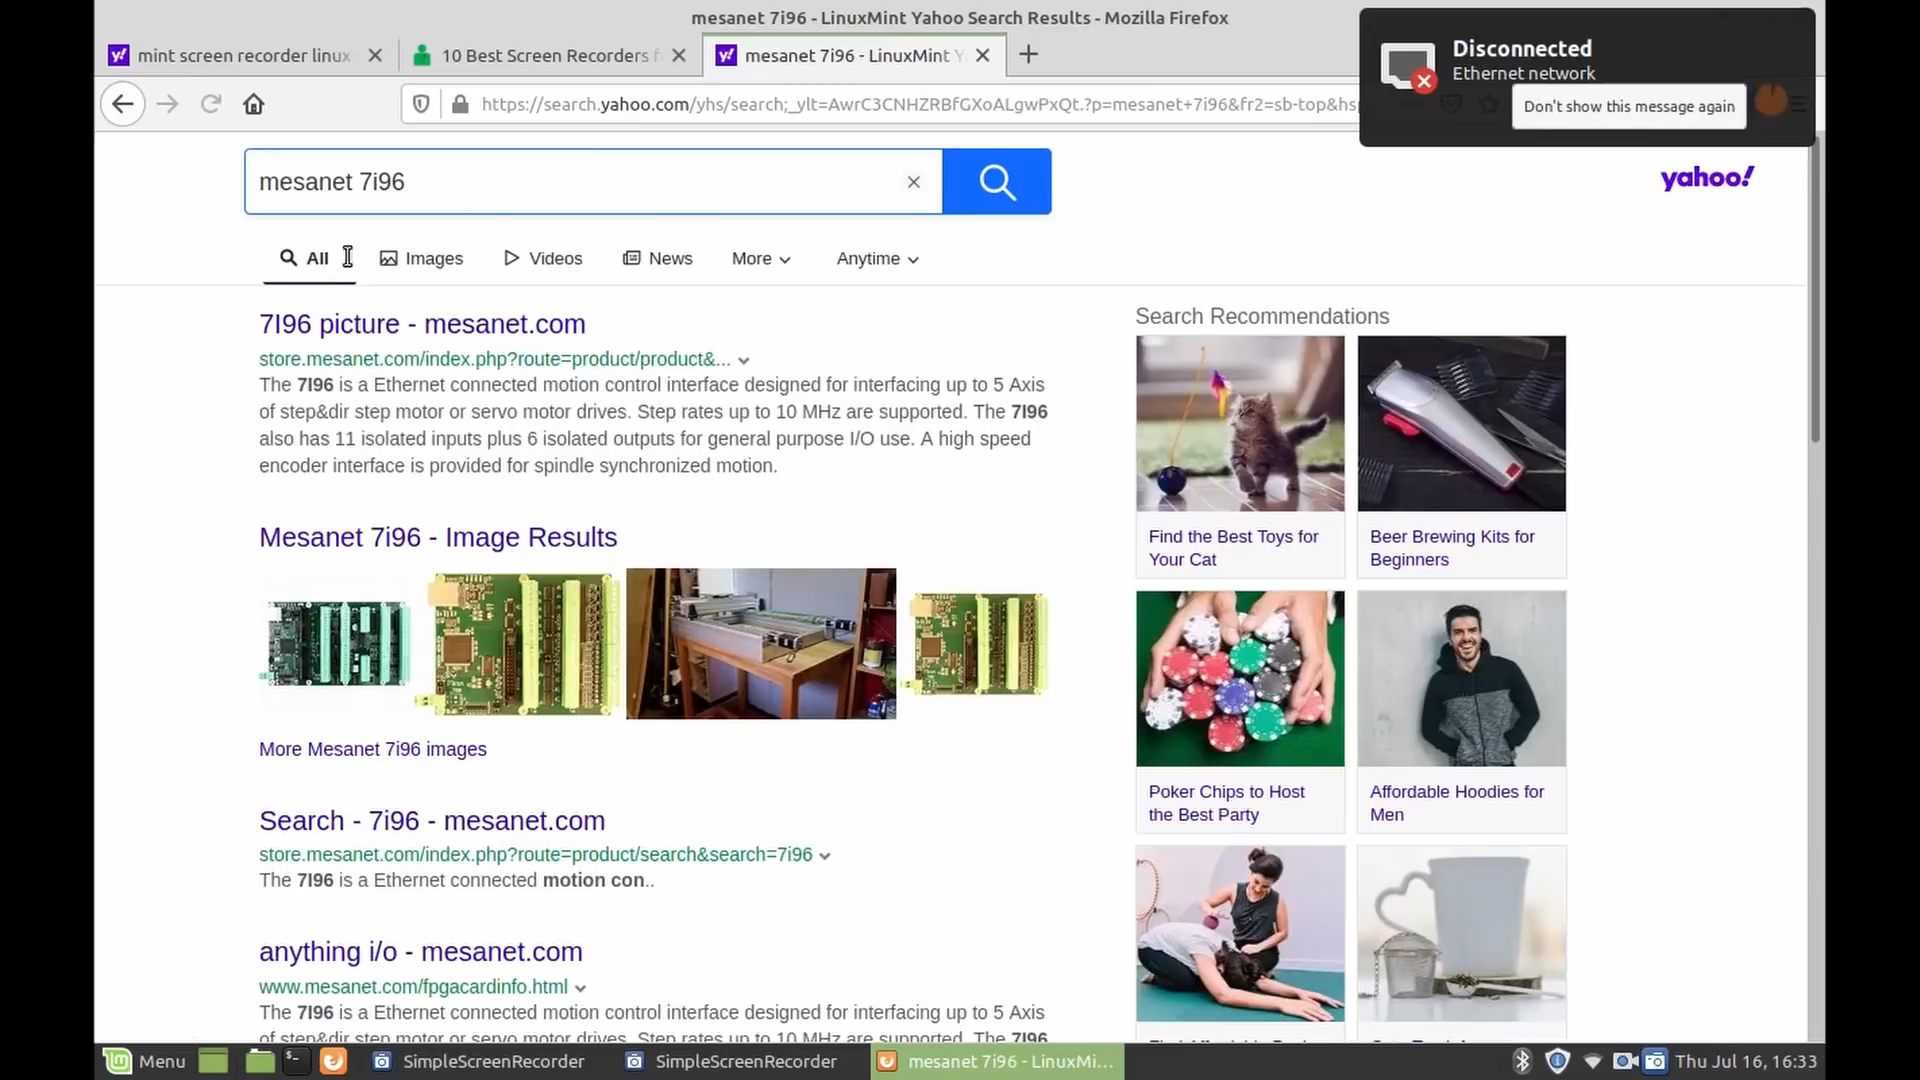 mesanet 7i96 - LinuxMint Yahoo Search Results - Mozilla Firefox
mint screen recorder linux
10 Best Screen Recorders f
mesanet 7i96 - LinuxMint Y
Disconnected
Ethernet network
Don't show this message again
https://search.yahoo.com/yhs/search;_ylt=AwrC3CNHZRBfGXoALgwPxQt.?p=mesanet+7i96&fr2=sb-top&hsp
mesanet 7i96
yahoo!
All
Images
Videos
News
More
Anytime
7I96 picture - mesanet.com
store.mesanet.com/index.php?route=product/product&...
The 7I96 is a Ethernet connected motion control interface designed for interfacing up to 5 Axis
of step&dir step motor or servo motor drives. Step rates up to 10 MHz are supported. The 7I96
also has 11 isolated inputs plus 6 isolated outputs for general purpose I/O use. A high speed
encoder interface is provided for spindle synchronized motion.
Mesanet 7i96 - Image Results
More Mesanet 7i96 images
Search - 7i96 - mesanet.com
store.mesanet.com/index.php?route=product/search&search=7i96
The 7I96 is a Ethernet connected motion con..
anything i/o - mesanet.com
www.mesanet.com/fpgacardinfo.html
The 7I96 is a Ethernet connected motion control interface designed for interfacing up to 5 Axis
of step&dir step motor or servo motor drives. Step rates up to 10 MHz are supported. The 7I96
Search Recommendations
Find the Best Toys for
Your Cat
Beer Brewing Kits for
Beginners
Poker Chips to Host
the Best Party
Affordable Hoodies for
Men
Menu
SimpleScreenRecorder
SimpleScreenRecorder
mesanet 7i96 - LinuxMi...
Thu Jul 16, 16:33